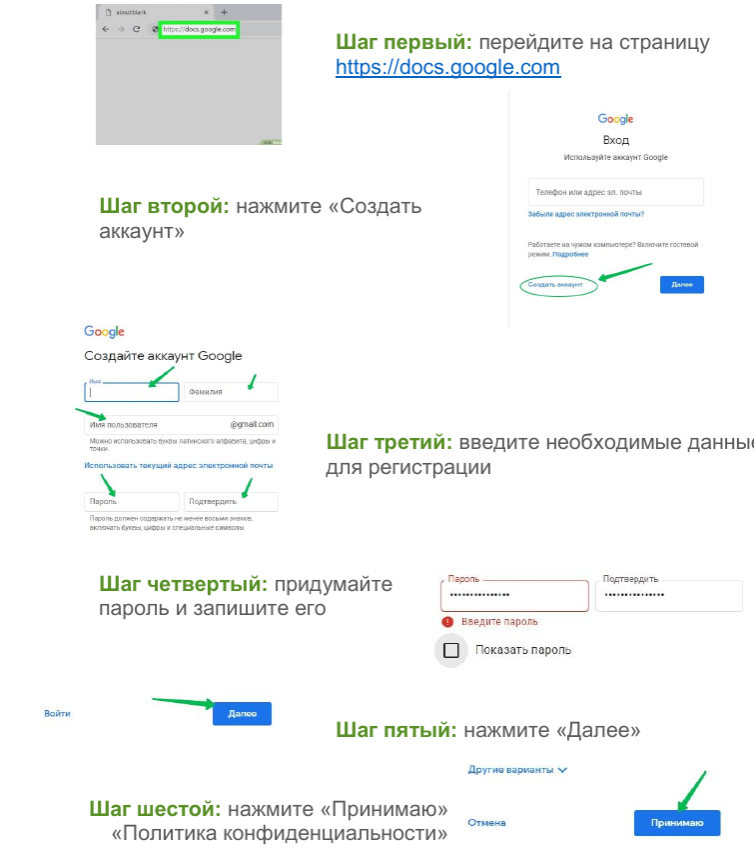 about:blank
https://docs.google.com
Шаг первый: перейдите на страницу
https://docs.google.com
Google
Вход
Используйте аккаунт Google
Телефон или адрес эл. почты
Забыли адрес электронной почты?
Работаете на чужом компьютере? Включите гостевой
режим. Подробнее
Создать аккаунт
Далее
Шаг второй: нажмите «Создать
аккаунт»
Google
Создайте аккаунт Google
Имя
Фамилия
Имя пользователя @gmail.com
Можно использовать буквы латинского алфавита, цифры и
точки.
Использовать текущий адрес электронной почты
Пароль
Подтвердить
Пароль должен содержать не менее восьми знаков,
включать буквы, цифры и специальные символы
Шаг третий: введите необходимые данные
для регистрации
Шаг четвертый: придумайте
пароль и запишите его
Пароль
Подтвердить
Введите пароль
Показать пароль
Войти
Далее
Шаг пятый: нажмите «Далее»
Другие варианты
Шаг шестой: нажмите «Принимаю»
«Политика конфиденциальности»
Отмена
Принимаю